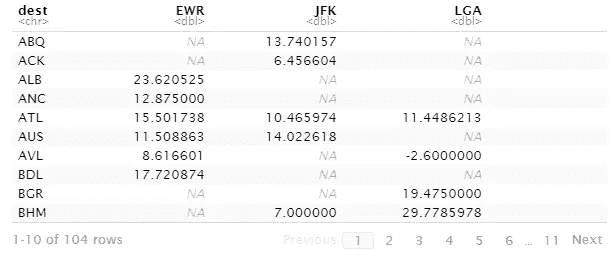 dest EWR JFK LGA
<chr> <dbl> <dbl> <dbl>
ABQ NA 13.740157 NA
ACK NA 6.456604 NA
ALB 23.620525 NA NA
ANC 12.875000 NA NA
ATL 15.501738 10.465974 11.4486213
AUS 11.508863 14.022618 NA
AVL 8.616601 NA -2.6000000
BDL 17.720874 NA NA
BGR NA NA 19.4750000
BHM NA 7.000000 29.7785978
1-10 of 104 rows Previous 1 2 3 4 5 6 ... 11 Next